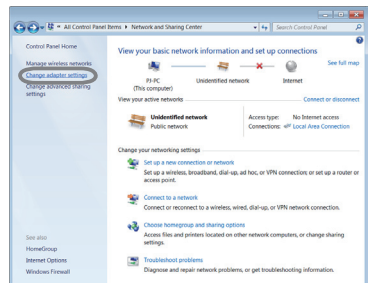 All Control Panel Items ▸ Network and Sharing Center
Search Control Panel
Control Panel Home
Manage wireless networks
Change adapter settings
Change advanced sharing
settings
View your basic network information and set up connections
See full map
PJ-PC
(This computer)
Unidentified network
Internet
View your active networks
Connect or disconnect
Unidentified network
Public network
Access type: No Internet access
Connections: Local Area Connection
Change your networking settings
Set up a new connection or network
Set up a wireless, broadband, dial-up, ad hoc, or VPN connection; or set up a router or
access point.
Connect to a network
Connect or reconnect to a wireless, wired, dial-up, or VPN network connection.
Choose homegroup and sharing options
Access files and printers located on other network computers, or change sharing
settings.
Troubleshoot problems
Diagnose and repair network problems, or get troubleshooting information.
See also
HomeGroup
Internet Options
Windows Firewall